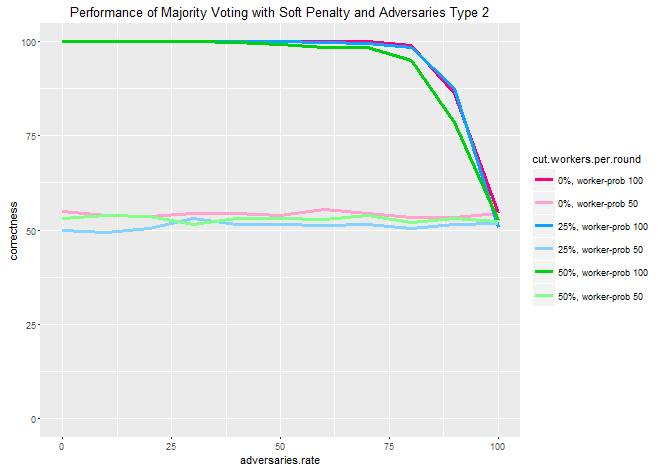 Performance of Majority Voting with Soft Penalty and Adversaries Type 2
100
75
50
25
0
correctness
0
25
50
75
100
adversaries.rate
cut.workers.per.round
0%, worker-prob 100
0%, worker-prob 50
25%, worker-prob 100
25%, worker-prob 50
50%, worker-prob 100
50%, worker-prob 50